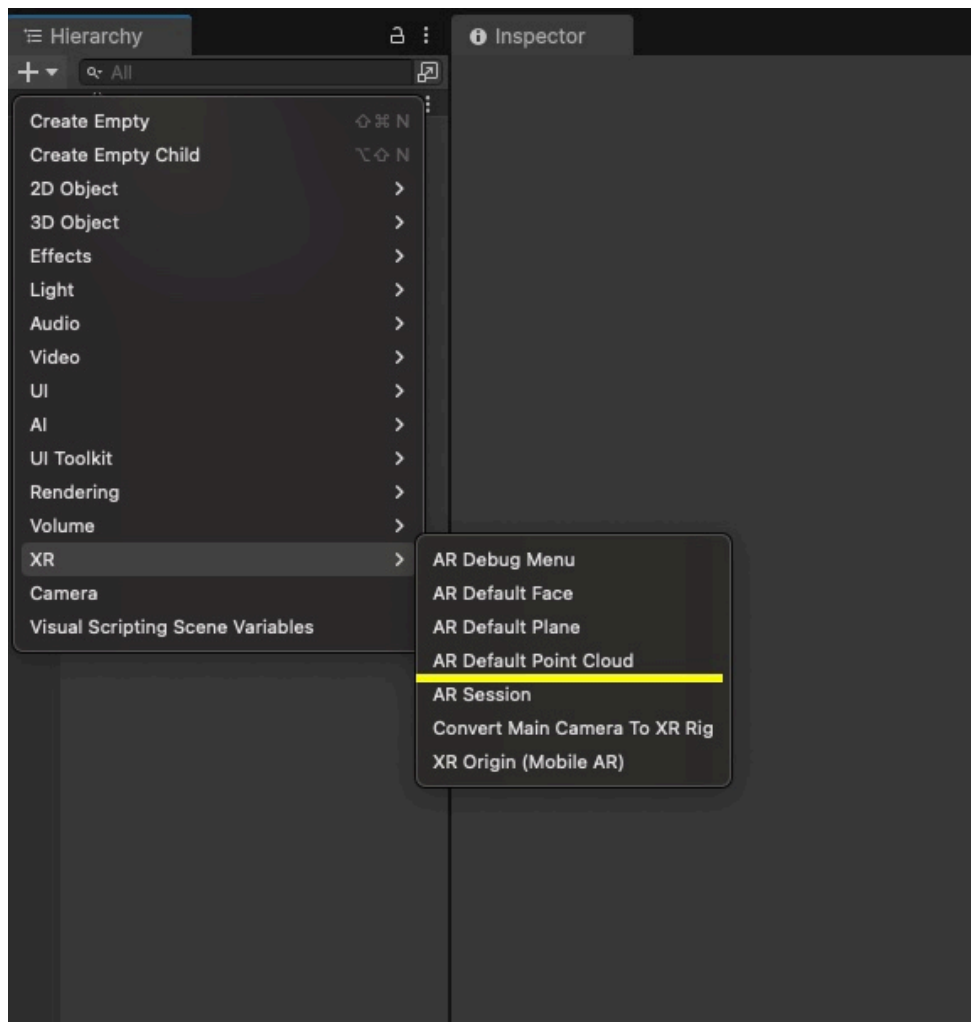 Hierarchy
Inspector
All
Create Empty ⇧⌘N
Create Empty Child ⌥⇧N
2D Object
3D Object
Effects
Light
Audio
Video
UI
AI
UI Toolkit
Rendering
Volume
XR
Camera
Visual Scripting Scene Variables
AR Debug Menu
AR Default Face
AR Default Plane
AR Default Point Cloud
AR Session
Convert Main Camera To XR Rig
XR Origin (Mobile AR)